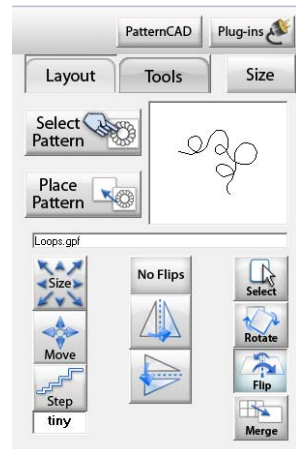 PatternCAD Plug-ins
Layout Tools Size
Select
Pattern
Place
Pattern
Loops.gpf
Size
No Flips
Select
Move
Rotate
Step
Flip
tiny
Merge